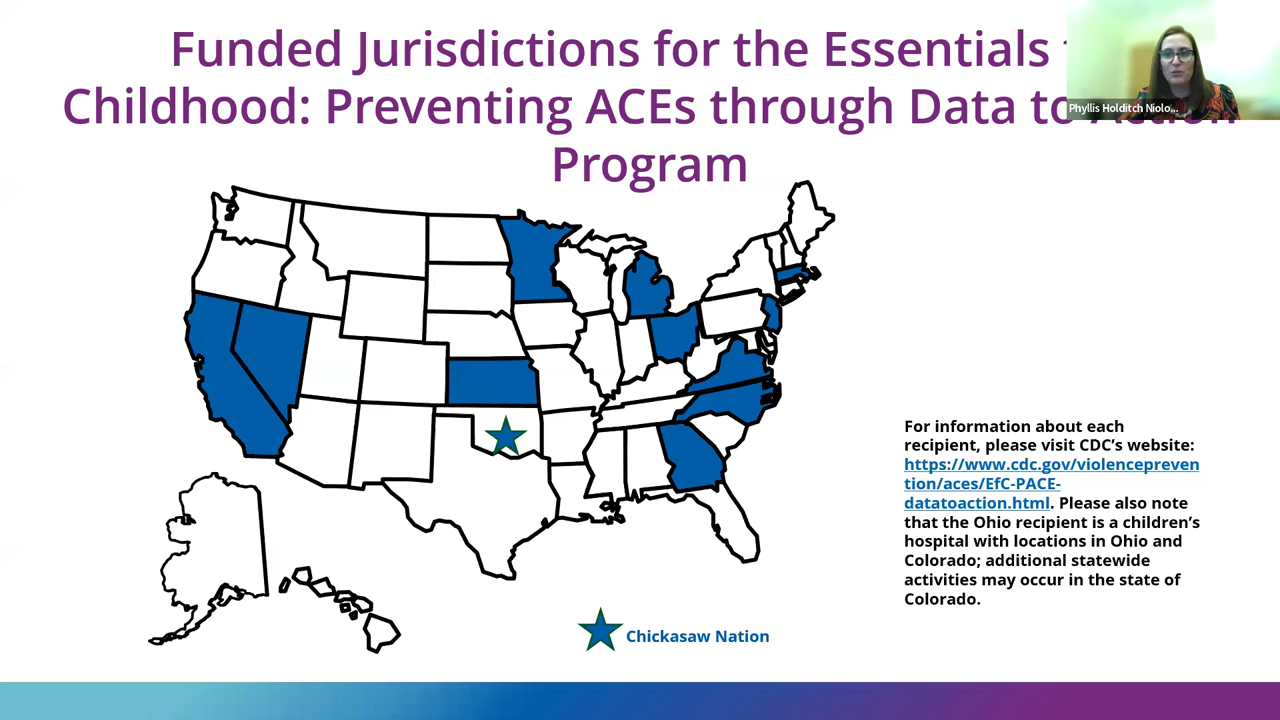 Funded Jurisdictions for the Essentials
Childhood: Preventing ACEs through Data to
Program
Phyllis Holditch Niolo...
For information about each
recipient, please visit CDC's website:
https://www.cdc.gov/violencepreven
tion/aces/EfC-PACE-
datatoaction.html. Please also note
that the Ohio recipient is a children's
hospital with locations in Ohio and
Colorado; additional statewide
activities may occur in the state of
Colorado.
Chickasaw Nation